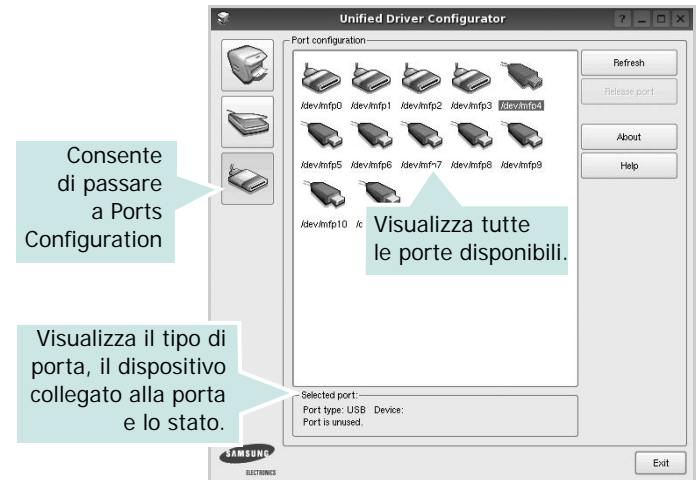 Unified Driver Configurator
Port configuration
/dev/mfp0 /dev/mfp1 /dev/mfp2 /dev/mfp3 /dev/mfp4
/dev/mfp5 /dev/mfp6 /dev/mfp7 /dev/mfp8 /dev/mfp9
/dev/mfp10
Refresh
Release port
About
Help
Consente
di passare
a Ports
Configuration
Visualizza tutte
le porte disponibili.
Visualizza il tipo di
porta, il dispositivo
collegato alla porta
e lo stato.
Selected port:
Port type: USB Device:
Port is unused.
SAMSUNG
ELECTRONICS
Exit